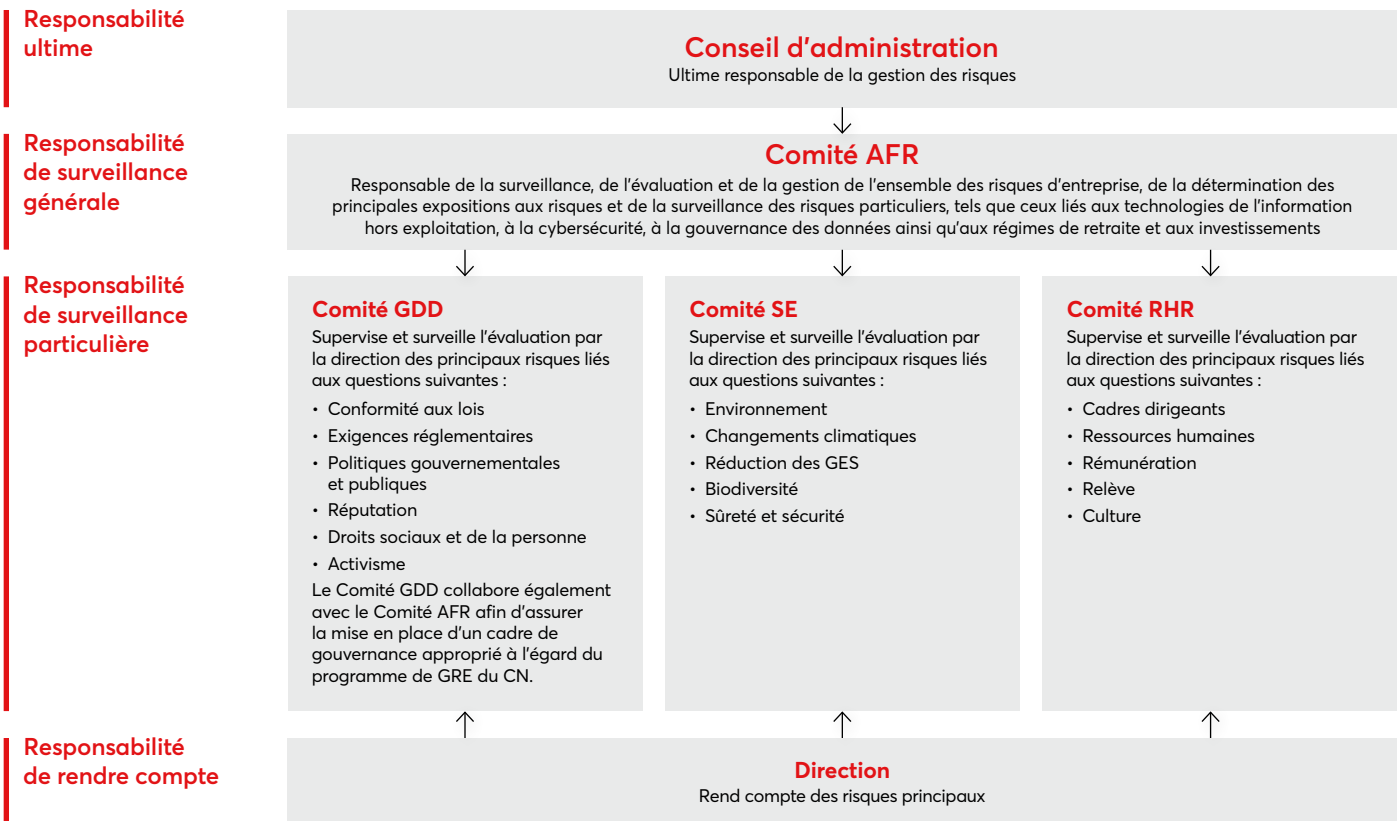 Responsabilité
ultime
Conseil d'administration
Ultime responsable de la gestion des risques
Responsabilité
de surveillance
générale
Comité AFR
Responsable de la surveillance, de l'évaluation et de la gestion de l'ensemble des risques d'entreprise, de la détermination des
principales expositions aux risques et de la surveillance des risques particuliers, tels que ceux liés aux technologies de l'information
hors exploitation, à la cybersécurité, à la gouvernance des données ainsi qu'aux régimes de retraite et aux investissements
Responsabilité
de surveillance
particulière
Comité GDD
Supervise et surveille l'évaluation par
la direction des principaux risques liés
aux questions suivantes :
• Conformité aux lois
• Exigences réglementaires
• Politiques gouvernementales
et publiques
• Réputation
• Droits sociaux et de la personne
• Activisme
Le Comité GDD collabore également
avec le Comité AFR afin d'assurer
la mise en place d'un cadre de
gouvernance approprié à l'égard du
programme de GRE du CN.
Comité SE
Supervise et surveille l'évaluation par
la direction des principaux risques liés
aux questions suivantes :
• Environnement
• Changements climatiques
• Réduction des GES
• Biodiversité
• Sûreté et sécurité
Comité RHR
Supervise et surveille l'évaluation par
la direction des principaux risques liés
aux questions suivantes :
• Cadres dirigeants
• Ressources humaines
• Rémunération
• Relève
• Culture
Responsabilité
de rendre compte
Direction
Rend compte des risques principaux